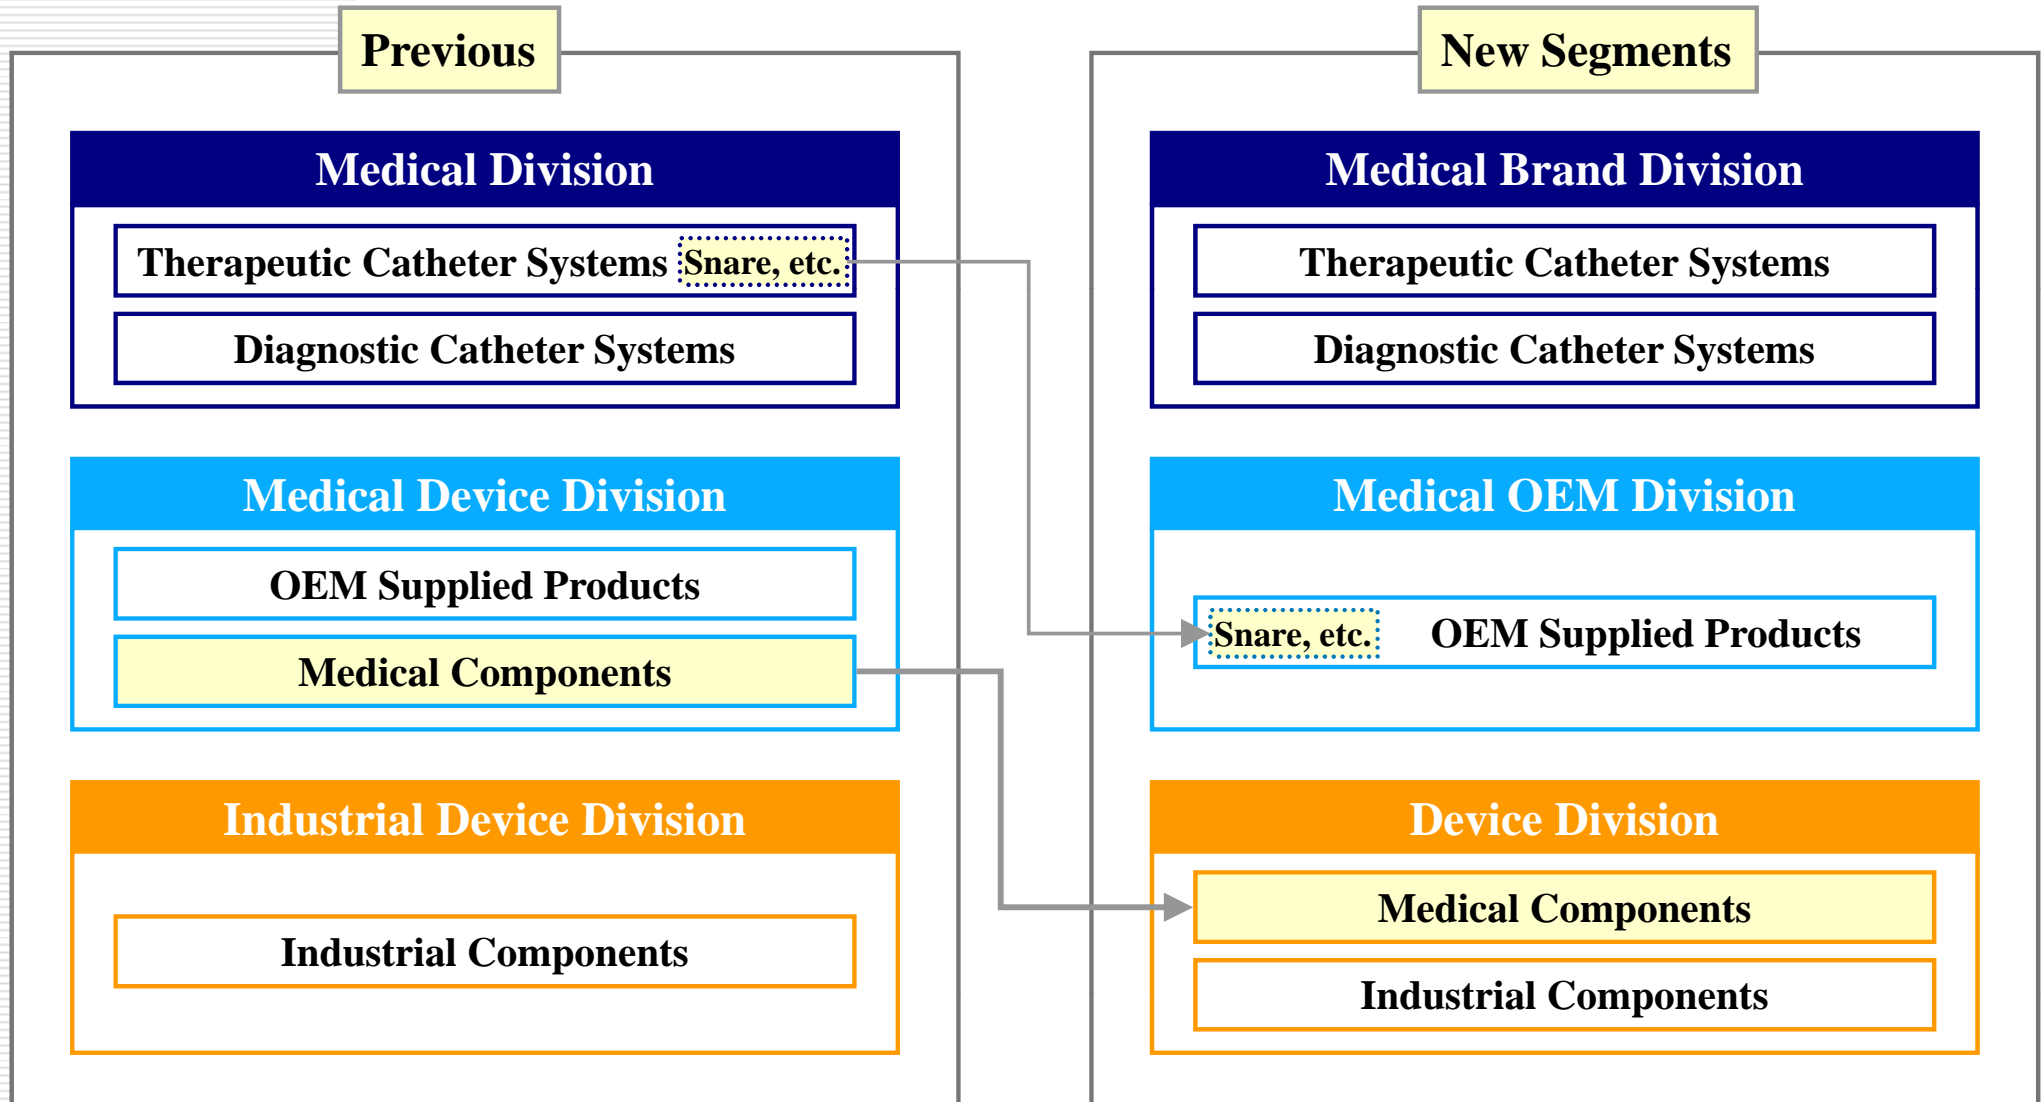 Previous
Medical Division
Therapeutic Catheter Systems Snare, etc.
Diagnostic Catheter Systems
Medical Device Division
OEM Supplied Products
Medical Components
Industrial Device Division
Industrial Components
New Segments
Medical Brand Division
Therapeutic Catheter Systems
Diagnostic Catheter Systems
Medical OEM Division
Snare, etc. OEM Supplied Products
Device Division
Medical Components
Industrial Components